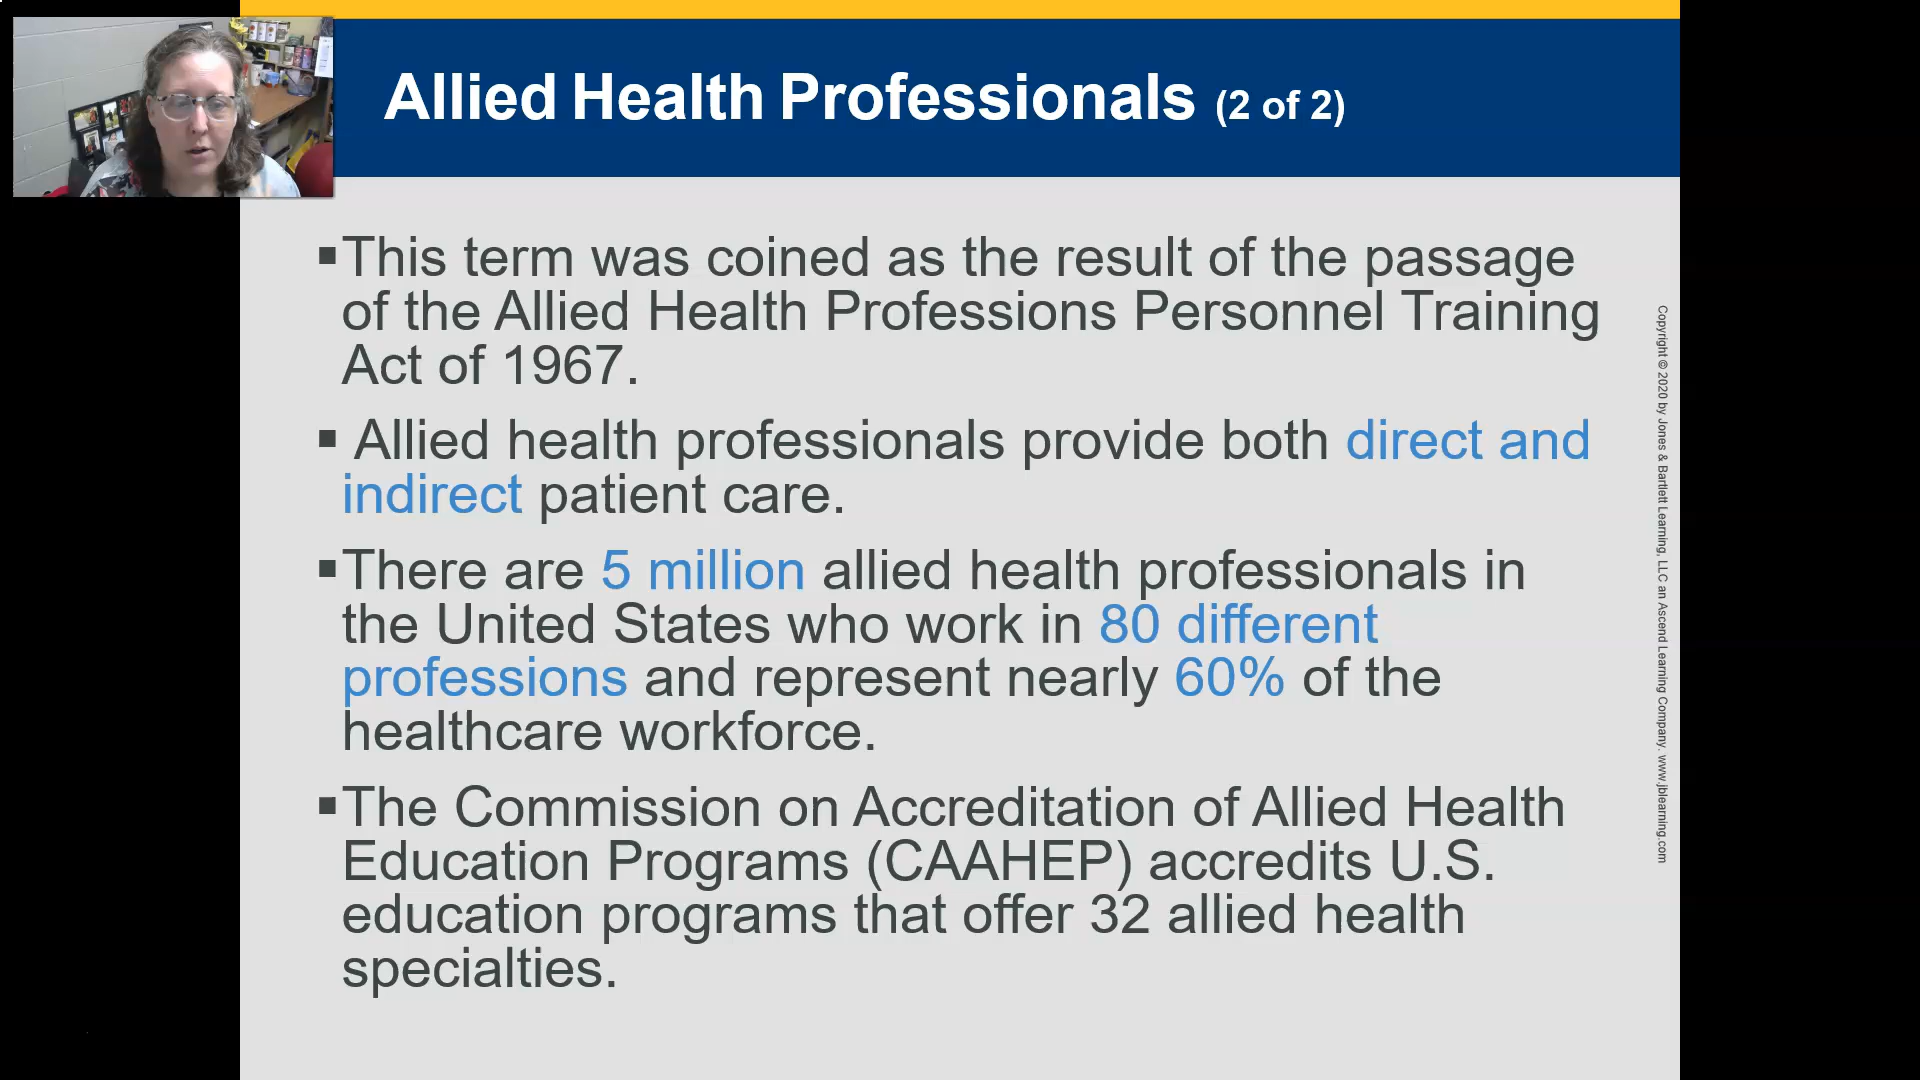 Allied Health Professionals (2 of 2)
▪This term was coined as the result of the passage
of the Allied Health Professions Personnel Training
Act of 1967.
▪ Allied health professionals provide both direct and
indirect patient care.
▪There are 5 million allied health professionals in
the United States who work in 80 different
professions and represent nearly 60% of the
healthcare workforce.
▪The Commission on Accreditation of Allied Health
Education Programs (CAAHEP) accredits U.S.
education programs that offer 32 allied health
specialties.
Copyright © 2020 by Jones & Bartlett Learning, LLC an Ascend Learning Company. www.jblearning.com